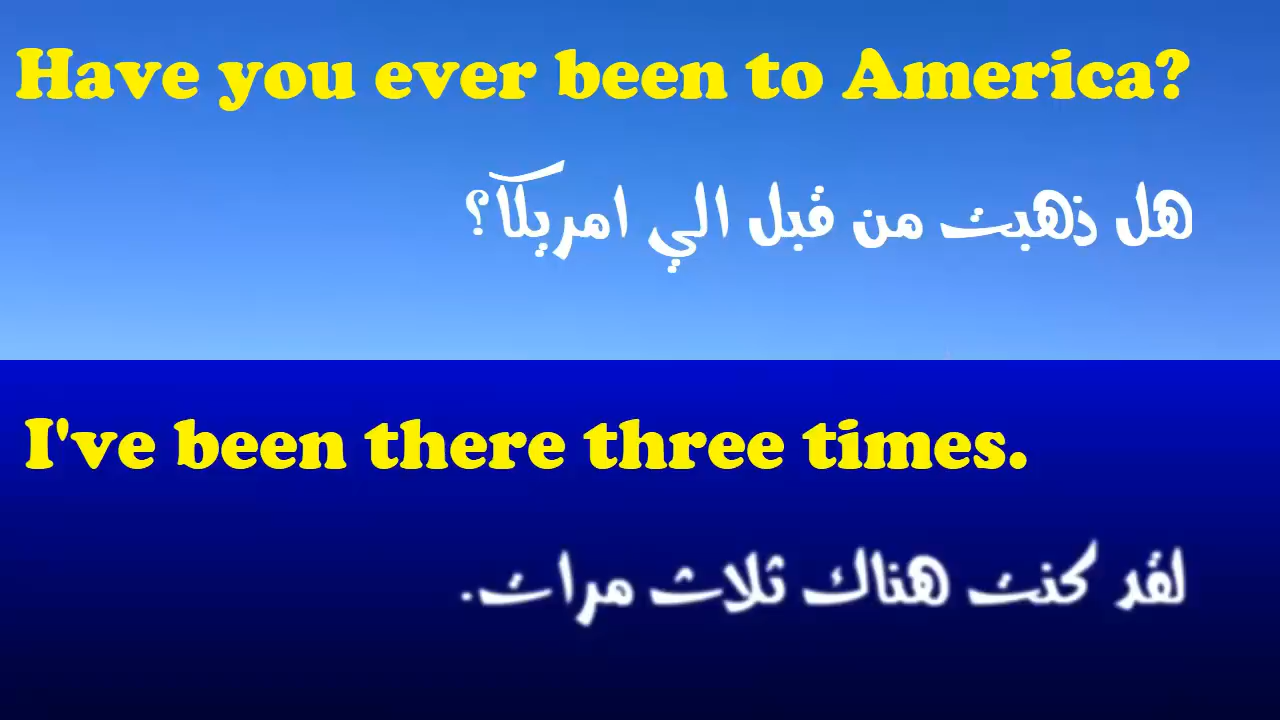 Have you ever been to America?
هل ذهبت من قبل الي امريكا؟
I've been there three times.
لقد كنت هناك ثلاث مرات.